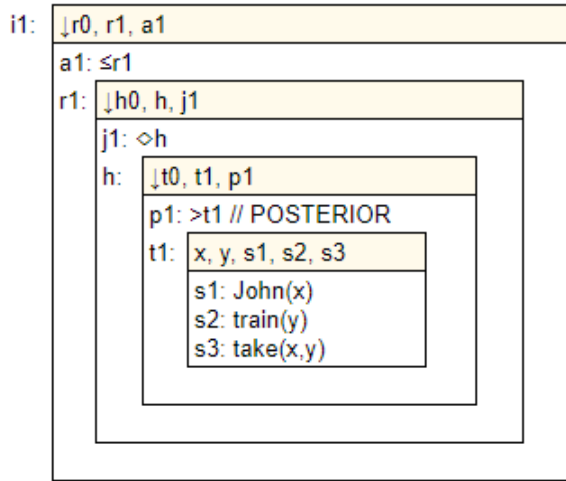 i1: ↓r0, r1, a1
a1: ≤r1
r1: ↓h0, h, j1
j1: ◇h
h: ↓t0, t1, p1
p1: >t1 // POSTERIOR
t1: x, y, s1, s2, s3
s1: John(x)
s2: train(y)
s3: take(x,y)